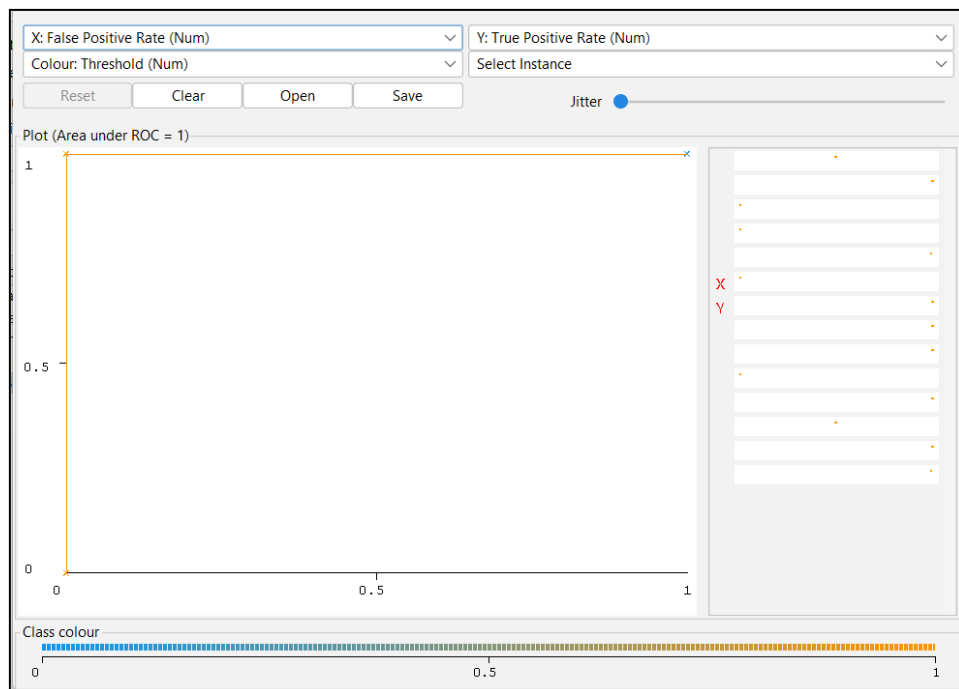 X: False Positive Rate (Num) Y: True Positive Rate (Num)
Colour: Threshold (Num) Select Instance
Reset Clear Open Save Jitter
Plot (Area under ROC = 1)
1
0.5
0
0 0.5 1
X
Y
Class colour
0 0.5 1